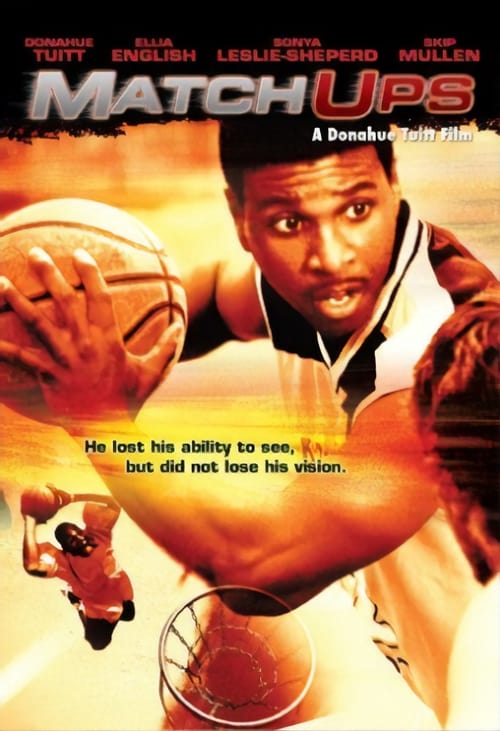 DONAHUE TUITT
ELLIA ENGLISH
SONYA LESLIE-SHEPERD
SKIP MULLEN
MATCHUPS
A Donahue Tuitt Film
He lost his ability to see,
but did not lose his vision.